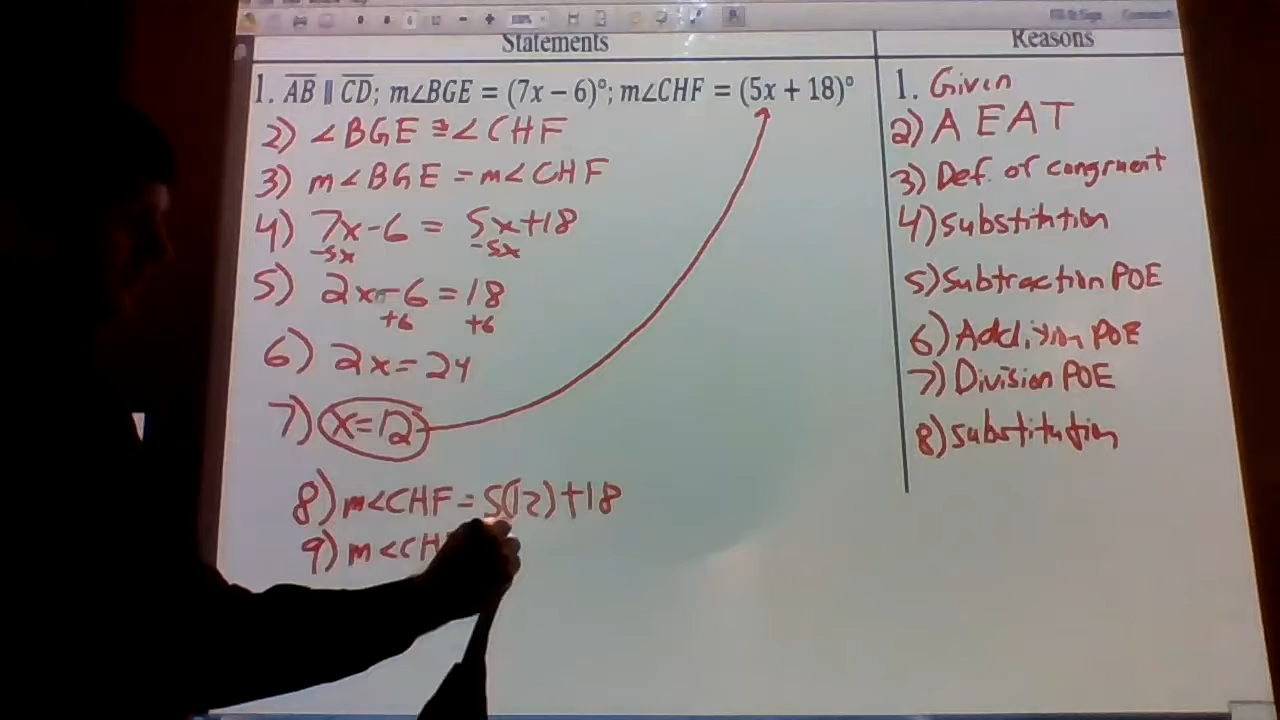 Statements
Reasons
1. AB ∥ CD; m∠BGE = (7x − 6)°; m∠CHF = (5x + 18)°
1. Given
2) ∠BGE ≅ ∠CHF
2) A E A T
3) m∠BGE = m∠CHF
3) Def. of congruent
4) 7x-6 = 5x+18
-5x -5x
4) substitution
5) 2x-6 = 18
+6 +6
5) Subtraction POE
6) 2x = 24
6) Addition POE
7) x=12
7) Division POE
8) m∠CHF = 5(12)+18
8) substitution
9) m∠CH